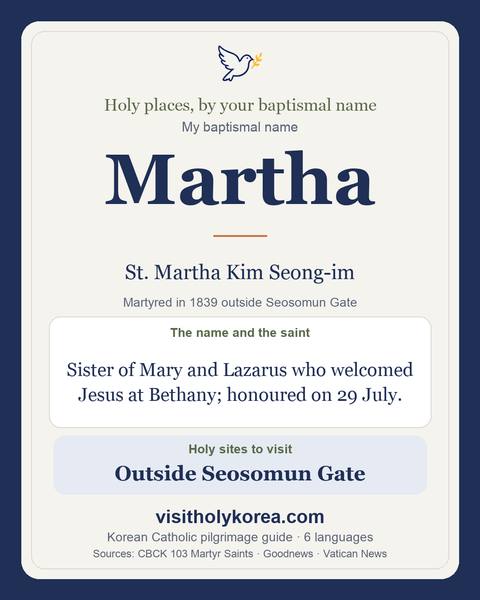 Holy places, by your baptismal name
My baptismal name
Martha
St. Martha Kim Seong-im
Martyred in 1839 outside Seosomun Gate
The name and the saint
Sister of Mary and Lazarus who welcomed
Jesus at Bethany; honoured on 29 July.
Holy sites to visit
Outside Seosomun Gate
visitholykorea.com
Korean Catholic pilgrimage guide · 6 languages
Sources: CBCK 103 Martyr Saints · Goodnews · Vatican News